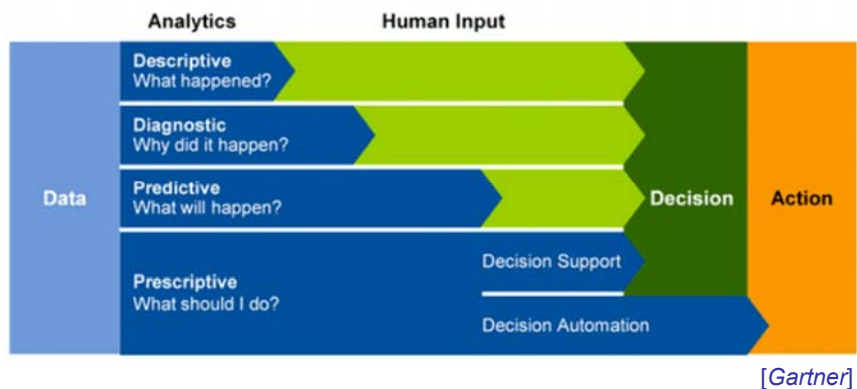 Analytics
Human Input
Descriptive
What happened?
Diagnostic
Why did it happen?
Predictive
What will happen?
Data
Decision
Action
Prescriptive
What should I do?
Decision Support
Decision Automation
[Gartner]